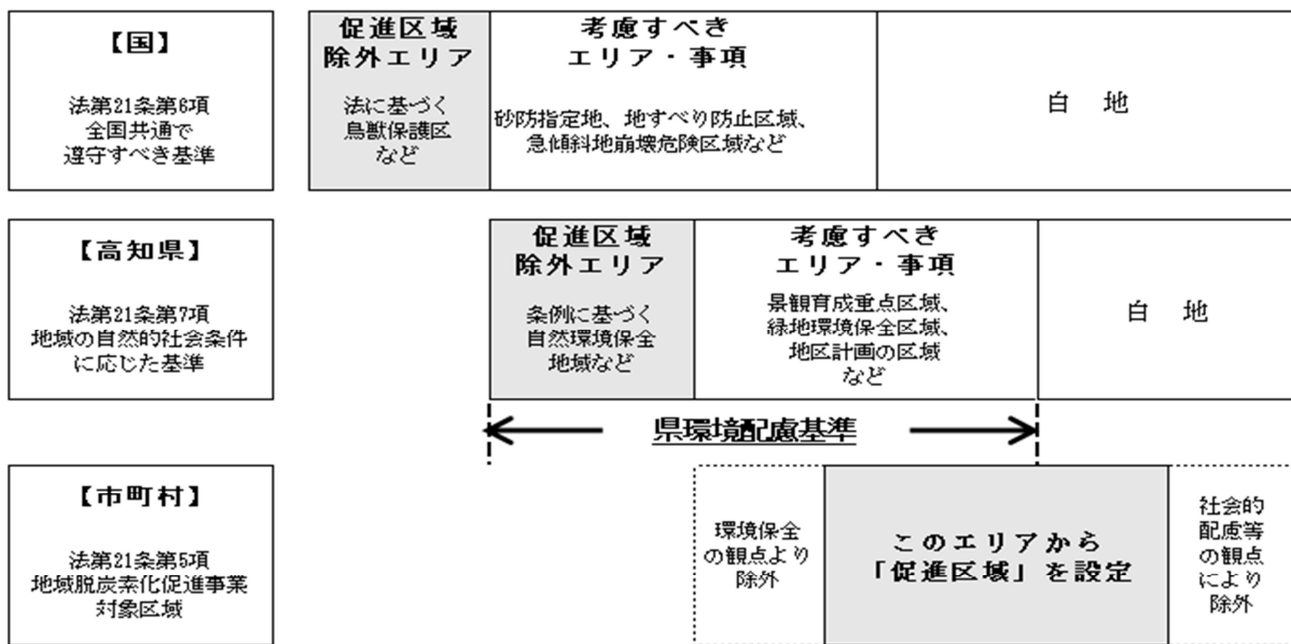 【国】
法第21条第6項
全国共通で
遵守すべき基準
促進区域
除外エリア
法に基づく
鳥獣保護区
など
考慮すべき
エリア・事項
砂防指定地、地すべり防止区域、
急傾斜地崩壊危険区域など
白 地
【高知県】
法第21条第7項
地域の自然的社会条件
に応じた基準
促進区域
除外エリア
条例に基づく
自然環境保全
地域など
考慮すべき
エリア・事項
景観育成重点区域、
緑地環境保全区域、
地区計画の区域
など
白 地
県環境配慮基準
【市町村】
法第21条第5項
地域脱炭素化促進事業
対象区域
環境保全
の観点より
除外
このエリアから
「促進区域」を設定
社会的
配慮等
の観点
により
除外